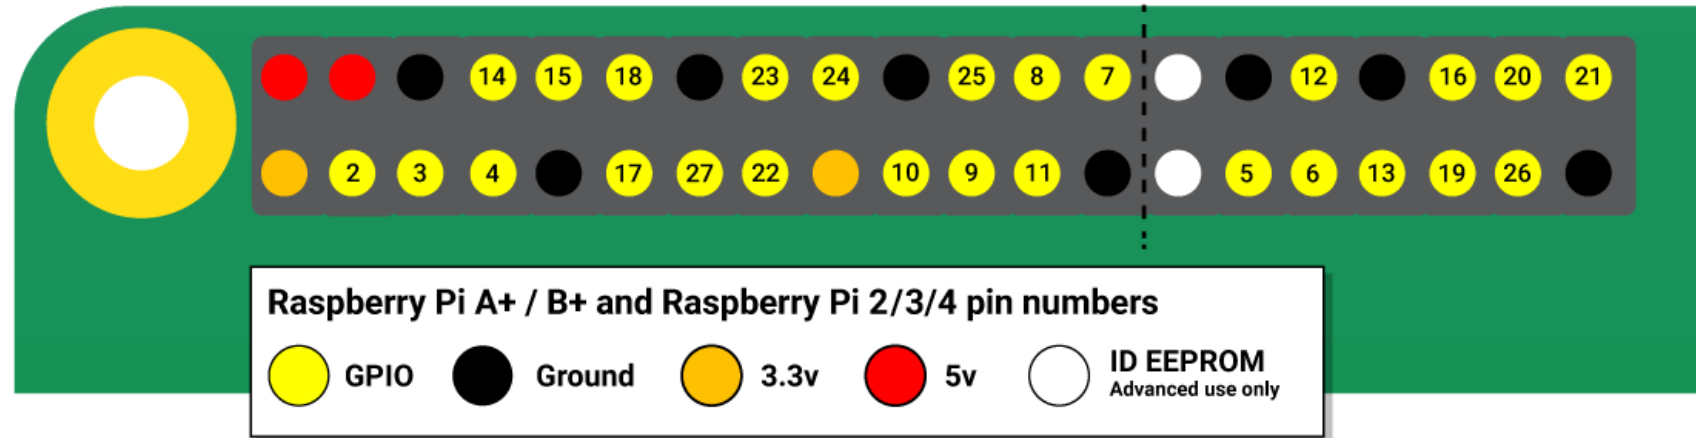 14 15 18 23 24 25 8 7 12 16 20 21
2 3 4 17 27 22 10 9 11 5 6 13 19 26
Raspberry Pi A+ / B+ and Raspberry Pi 2/3/4 pin numbers
GPIO Ground 3.3v 5v ID EEPROM
Advanced use only